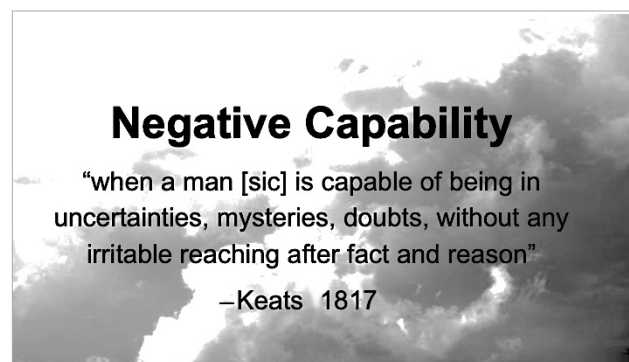 Negative Capability
“when a man [sic] is capable of being in
uncertainties, mysteries, doubts, without any
irritable reaching after fact and reason”
–Keats 1817